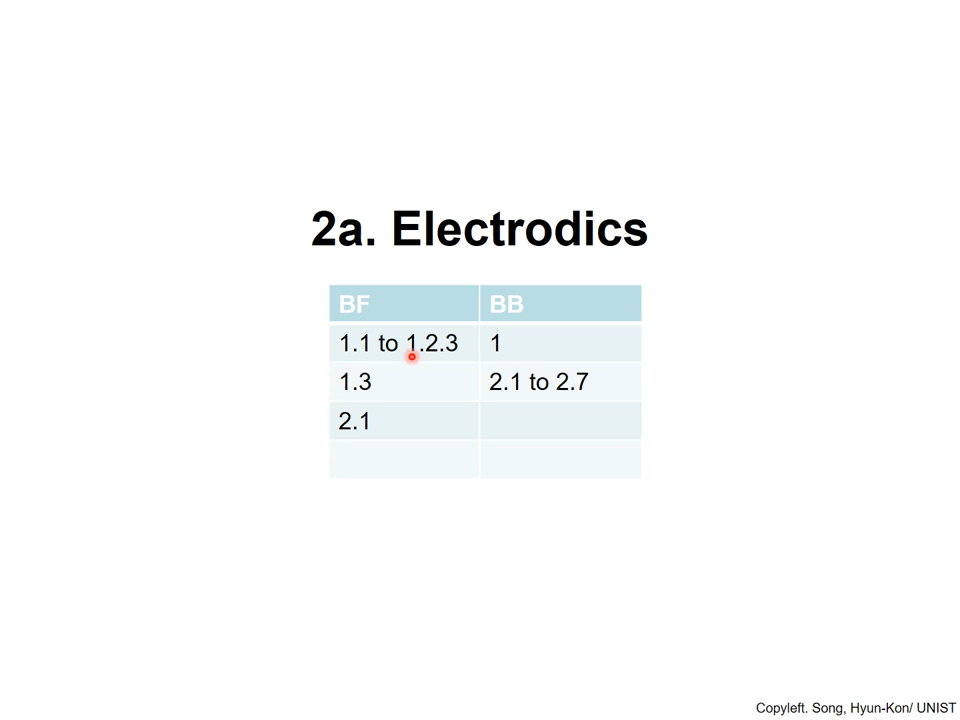 2a. Electrodics
BF BB
1.1 to 1.2.3 1
1.3 2.1 to 2.7
2.1
Copyleft. Song, Hyun-Kon/ UNIST